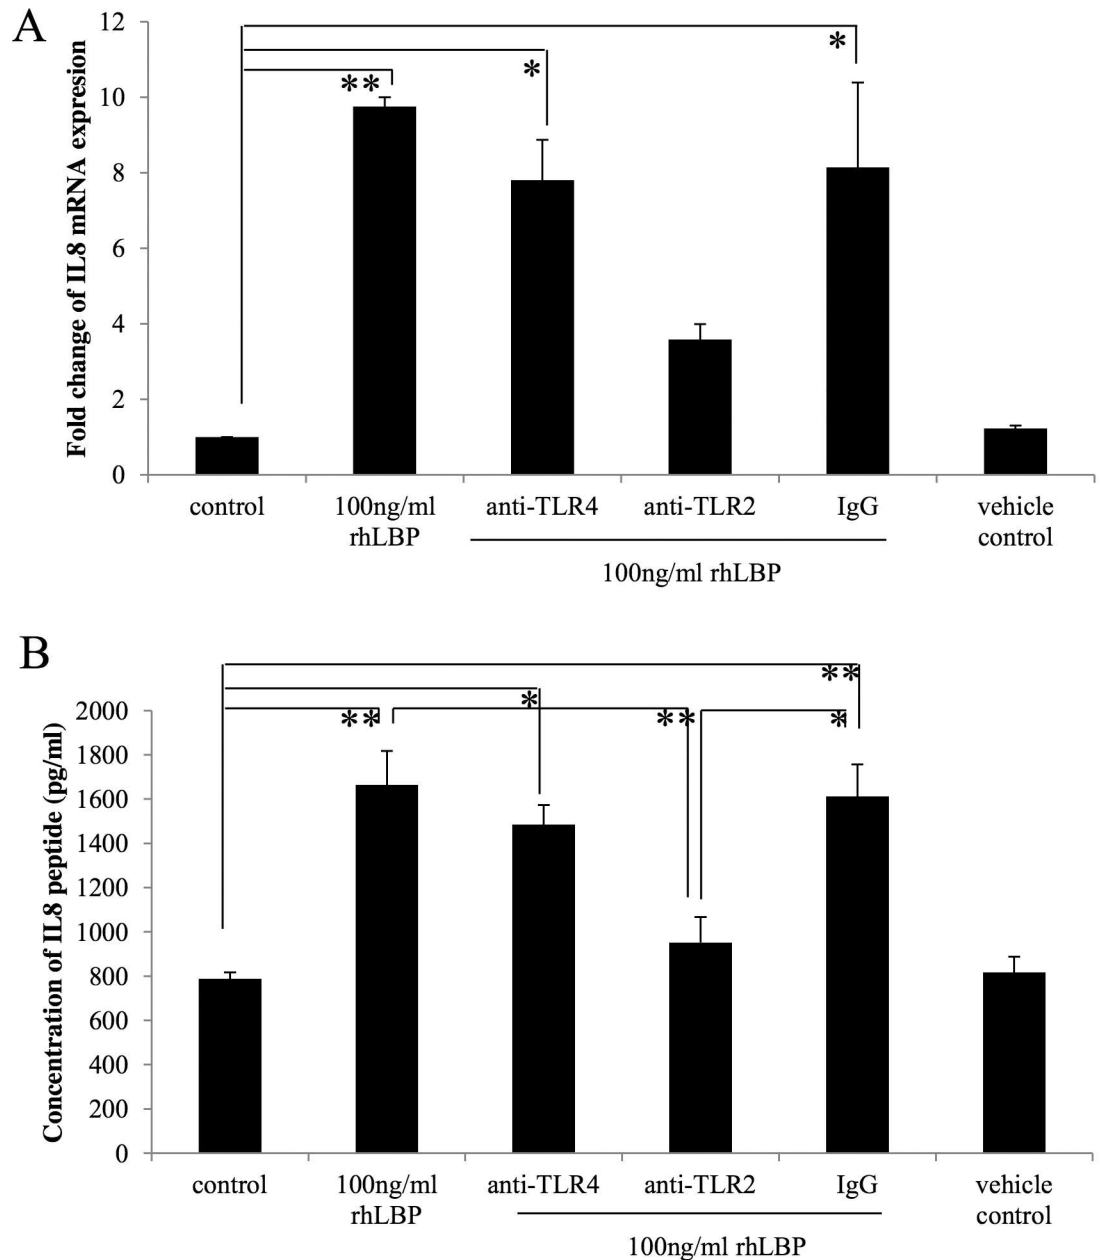 A
Fold change of IL8 mRNA expresion
12
10
8
6
4
2
0
**
*
*
control
100ng/ml
rhLBP
anti-TLR4
anti-TLR2
IgG
vehicle
control
100ng/ml rhLBP
B
Concentration of IL8 peptide (pg/ml)
2000
1800
1600
1400
1200
1000
800
600
400
200
0
**
*
**
*
**
control
100ng/ml
rhLBP
anti-TLR4
anti-TLR2
IgG
vehicle
control
100ng/ml rhLBP